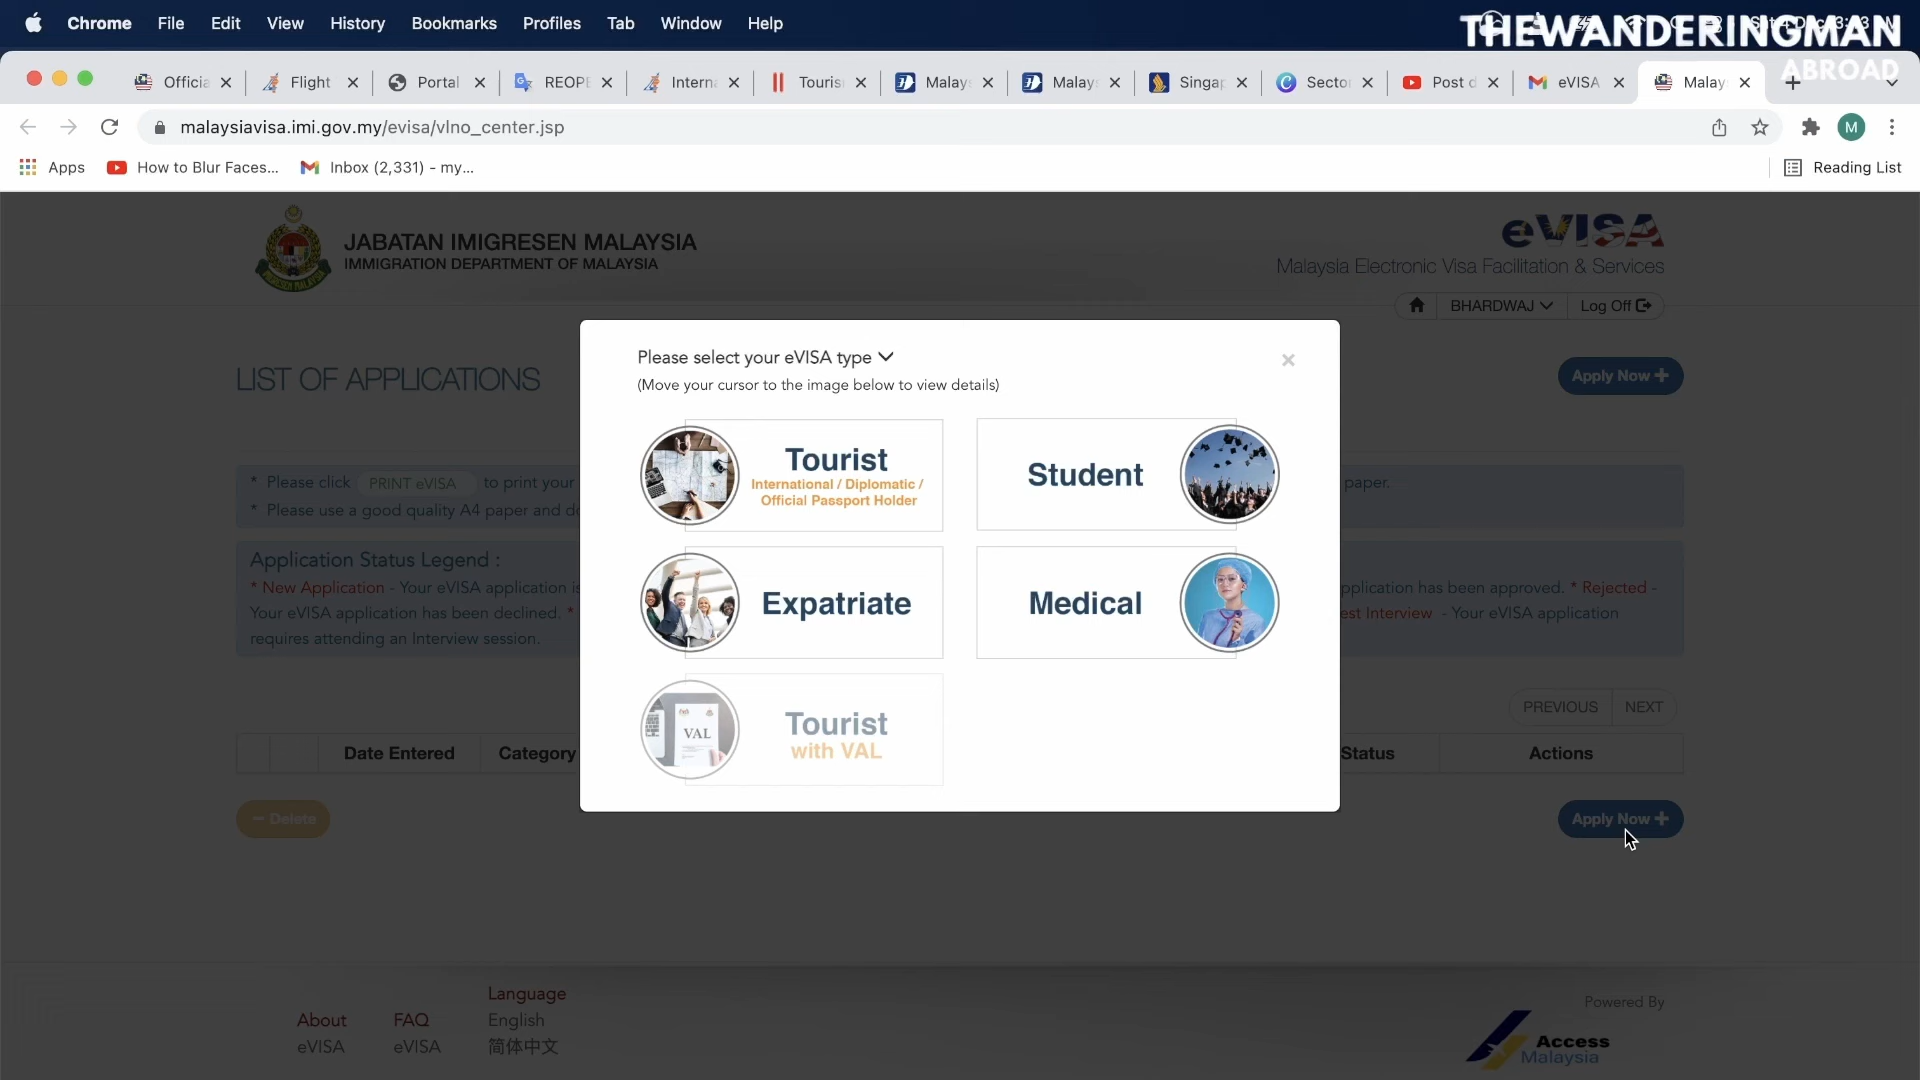 Chrome File Edit View History Bookmarks Profiles Tab Window Help
THEWANDERINGMAN
ABROAD
Officia Flight Portal REOPE Interna Touris Malay Malay Singap Secto Post d eVISA Malay
malaysiavisa.imi.gov.my/evisa/vlno_center.jsp M
Apps How to Blur Faces... Inbox (2,331) - my... Reading List
JABATAN IMIGRESEN MALAYSIA
IMMIGRATION DEPARTMENT OF MALAYSIA
eVISA
Malaysia Electronic Visa Facilitation & Services
BHARDWAJ Log Off
LIST OF APPLICATIONS
Apply Now
Please select your eVISA type
(Move your cursor to the image below to view details)
Tourist
International / Diplomatic /
Official Passport Holder
Student
Expatriate
Medical
VAL
Tourist
with VAL
* Please click PRINT eVISA to print your paper.
* Please use a good quality A4 paper and
Application Status Legend :
* New Application - Your eVISA application is pplication has been approved. * Rejected -
Your eVISA application has been declined. * est Interview - Your eVISA application
requires attending an Interview session.
PREVIOUS NEXT
Date Entered Category Status Actions
Delete
Apply Now
About
eVISA
FAQ
eVISA
Language
English
简体中文
Powered By
Access
Malaysia